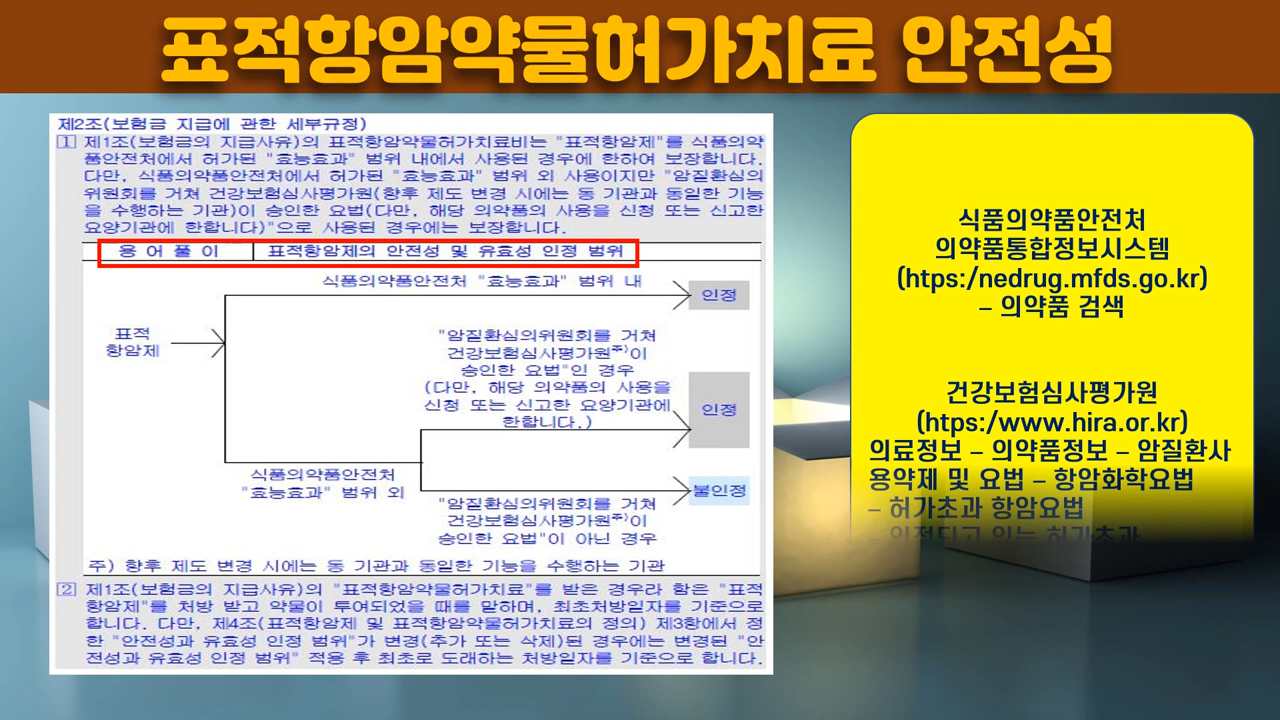 표적항암약물허가치료 안전성
제2조(보험금 지급에 관한 세부규정)
1 제1조(보험금의 지급사유)의 표적항암약물허가치료비는 "표적항암제"를 식품의약
품안전처에서 허가된 "효능효과" 범위 내에서 사용된 경우에 한하여 보장합니다.
다만, 식품의약품안전처에서 허가된 "효능효과" 범위 외 사용이지만 "암질환심의
위원회를 거쳐 건강보험심사평가원(향후 제도 변경 시에는 동 기관과 동일한 기능
을 수행하는 기관)이 승인한 요법(다만, 해당 의약품의 사용을 신청 또는 신고한
요양기관에 한합니다)"으로 사용된 경우에는 보장합니다.
용 어 풀 이 표적항암제의 안전성 및 유효성 인정 범위
식품의약품안전처 "효능효과" 범위 내
인정
표적
항암제
"암질환심의위원회를 거쳐
건강보험심사평가원주)이
승인한 요법"인 경우
(다만, 해당 의약품의 사용을
신청 또는 신고한 요양기관에
한합니다.)
인정
식품의약품안전처
"효능효과" 범위 외
불인정
"암질환심의위원회를 거쳐
건강보험심사평가원주)이
승인한 요법"이 아닌 경우
주) 향후 제도 변경 시에는 동 기관과 동일한 기능을 수행하는 기관
2 제1조(보험금의 지급사유)의 "표적항암약물허가치료"를 받은 경우라 함은 "표적
항암제"를 처방 받고 약물이 투여되었을 때를 말하며, 최초처방일자를 기준으로
합니다. 다만, 제4조(표적항암제 및 표적항암약물허가치료의 정의) 제3항에서 정
한 "안전성과 유효성 인정 범위"가 변경(추가 또는 삭제)된 경우에는 변경된 "안
전성과 유효성 인정 범위" 적용 후 최초로 도래하는 처방일자를 기준으로 합니다.
식품의약품안전처
의약품통합정보시스템
(htps:/nedrug.mfds.go.kr)
– 의약품 검색
건강보험심사평가원
(htps:/www.hira.or.kr)
의료정보 – 의약품정보 – 암질환사
용약제 및 요법 – 항암화학요법
– 허가초과 항암요법
– 인정되고 있는 허가초과